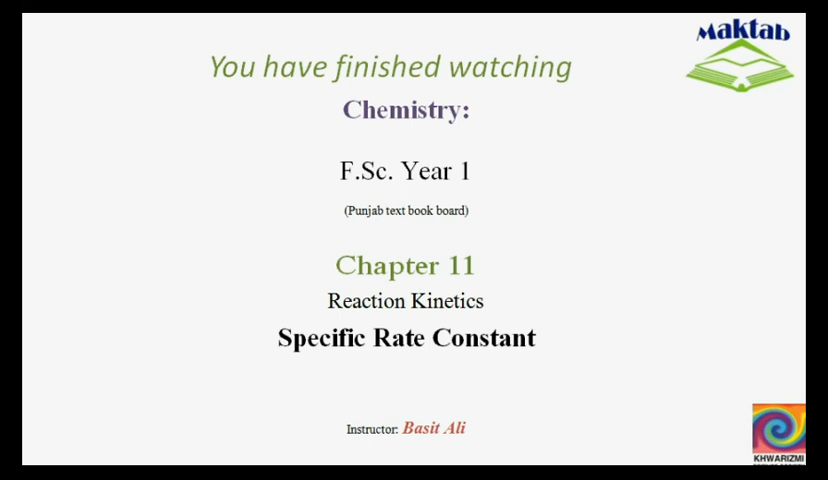 Maktab
You have finished watching
Chemistry:
F.Sc. Year 1
(Punjab text book board)
Chapter 11
Reaction Kinetics
Specific Rate Constant
Instructor: Basit Ali
KHWARIZMI